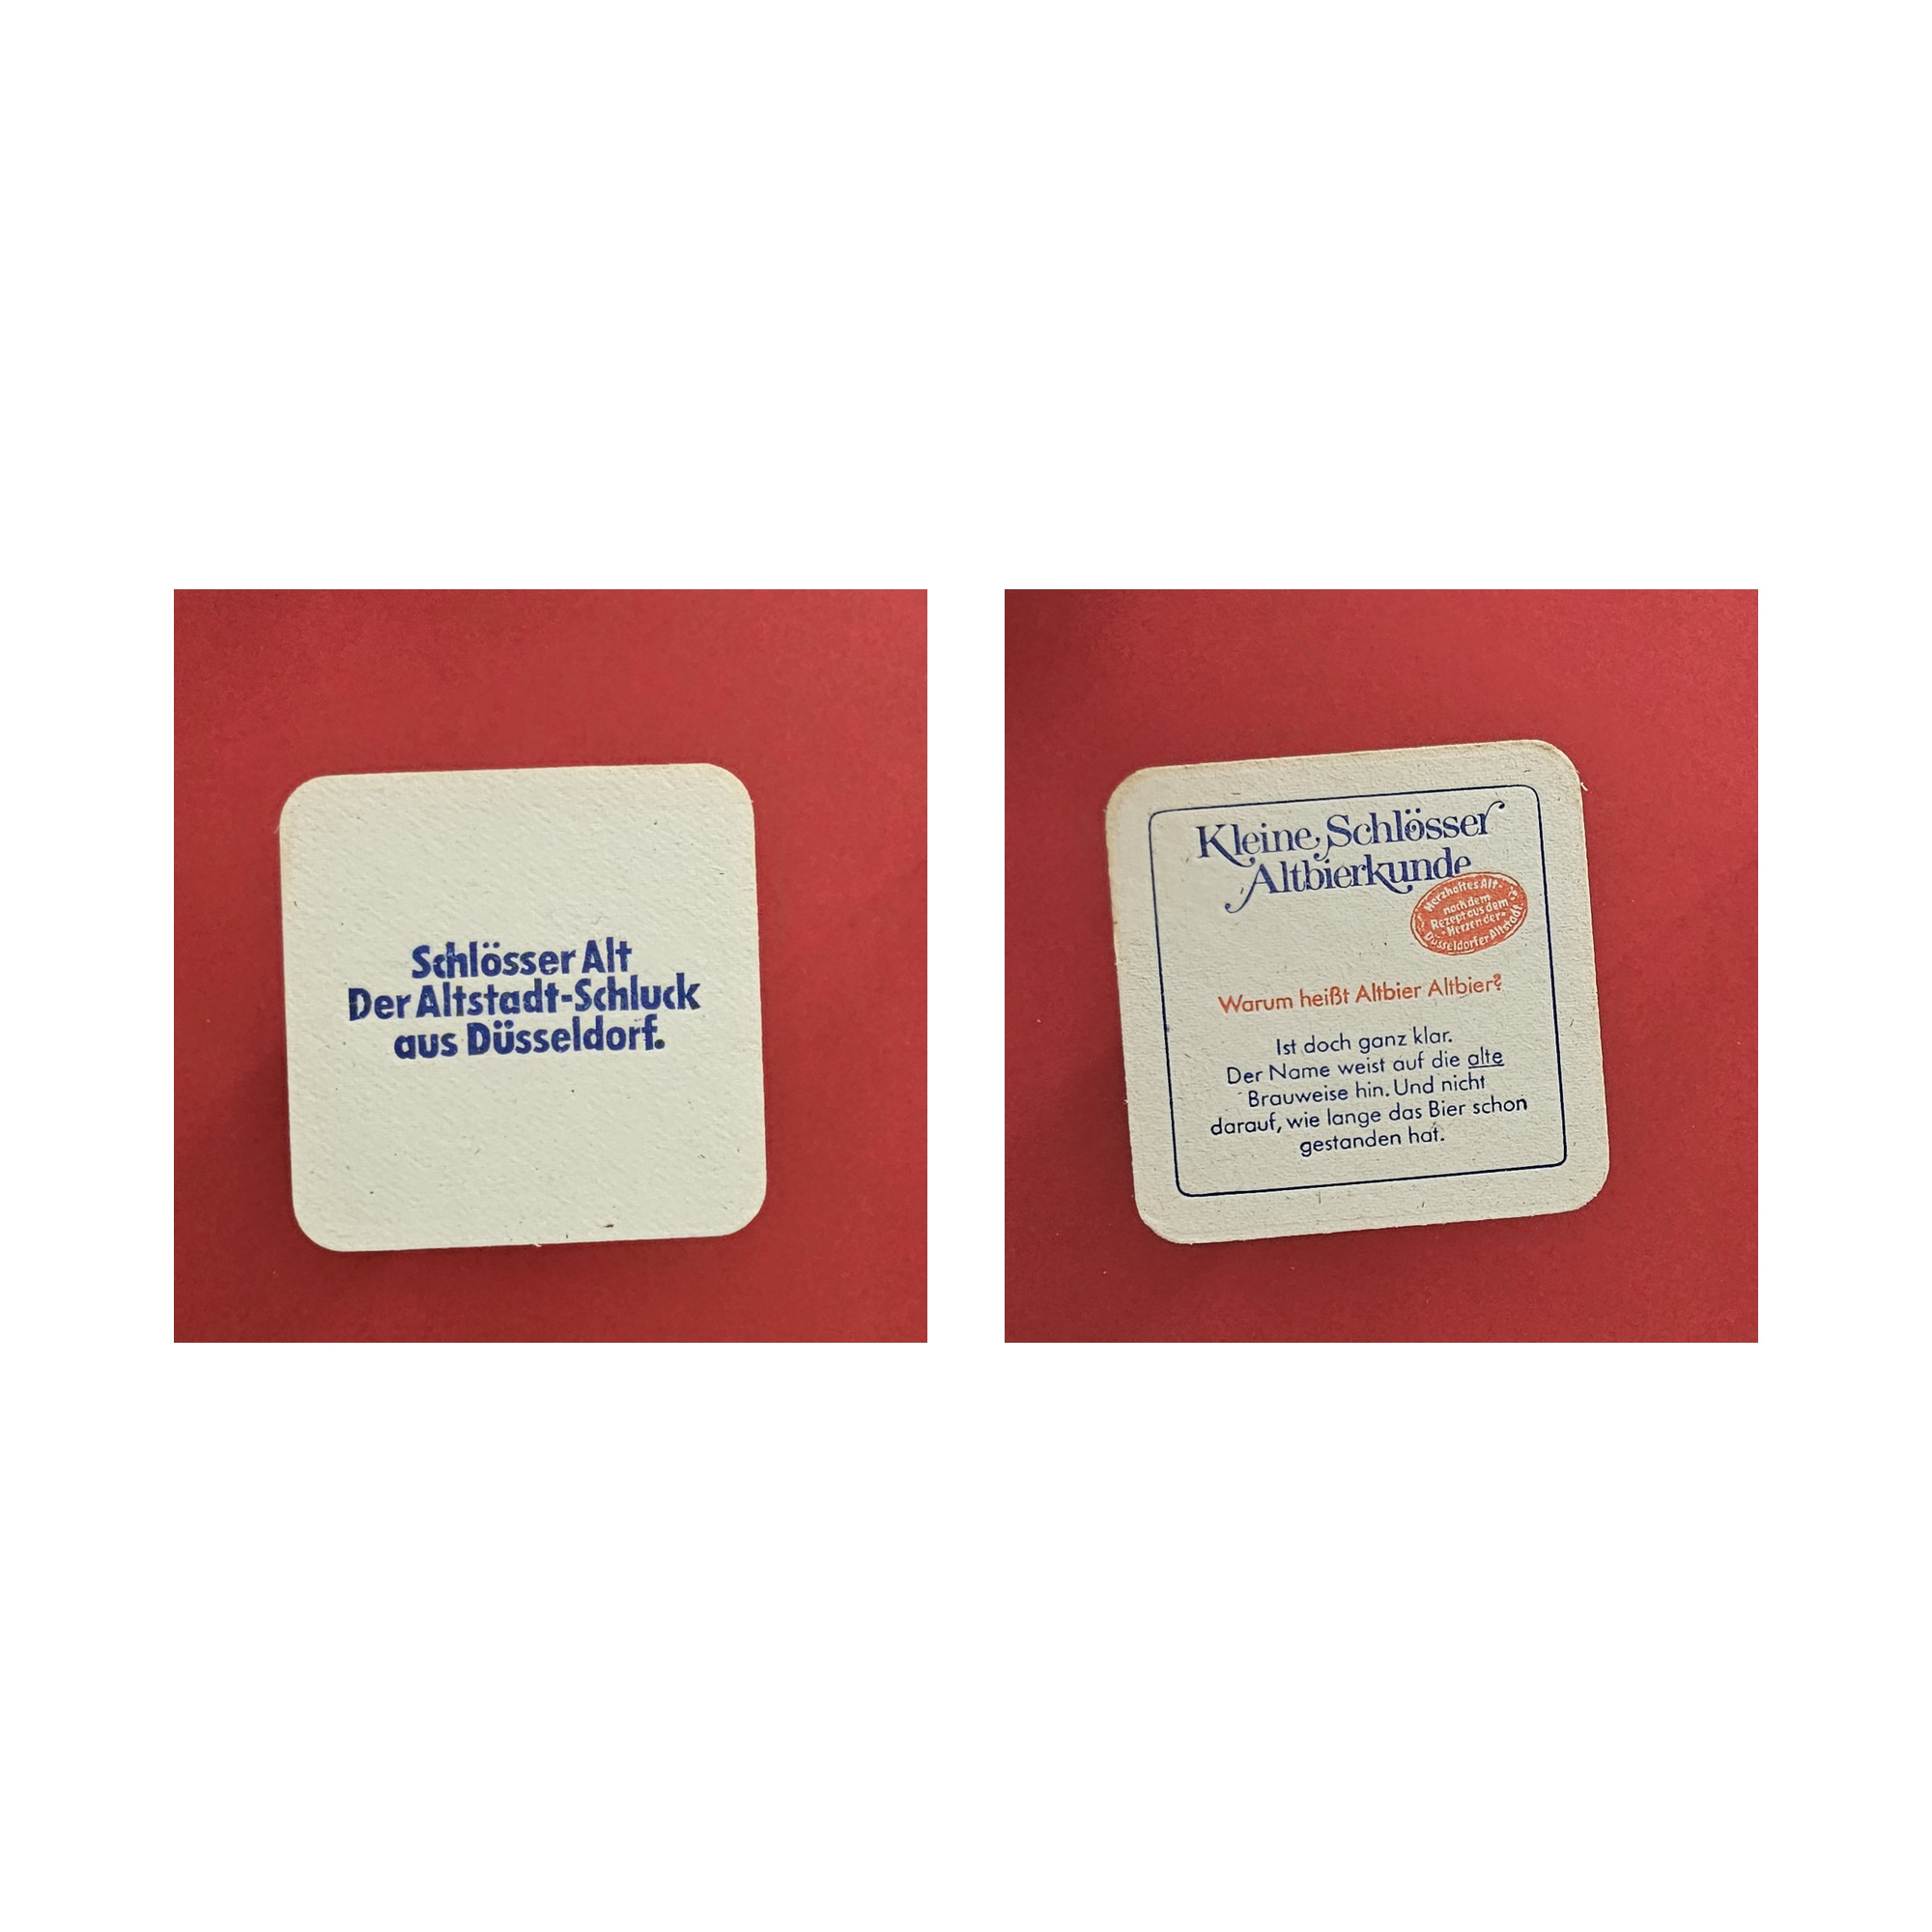 Schlösser Alt
Der Altstadt-Schluck
aus Düsseldorf.
Kleine Schlösser
Altbierkunde
Herzhaftes Alt
nach dem
Rezept aus dem
Herzen der
Düsseldorfer Altstadt.
Warum heißt Altbier Altbier?
Ist doch ganz klar.
Der Name weist auf die alte
Brauweise hin. Und nicht
darauf, wie lange das Bier schon
gestanden hat.